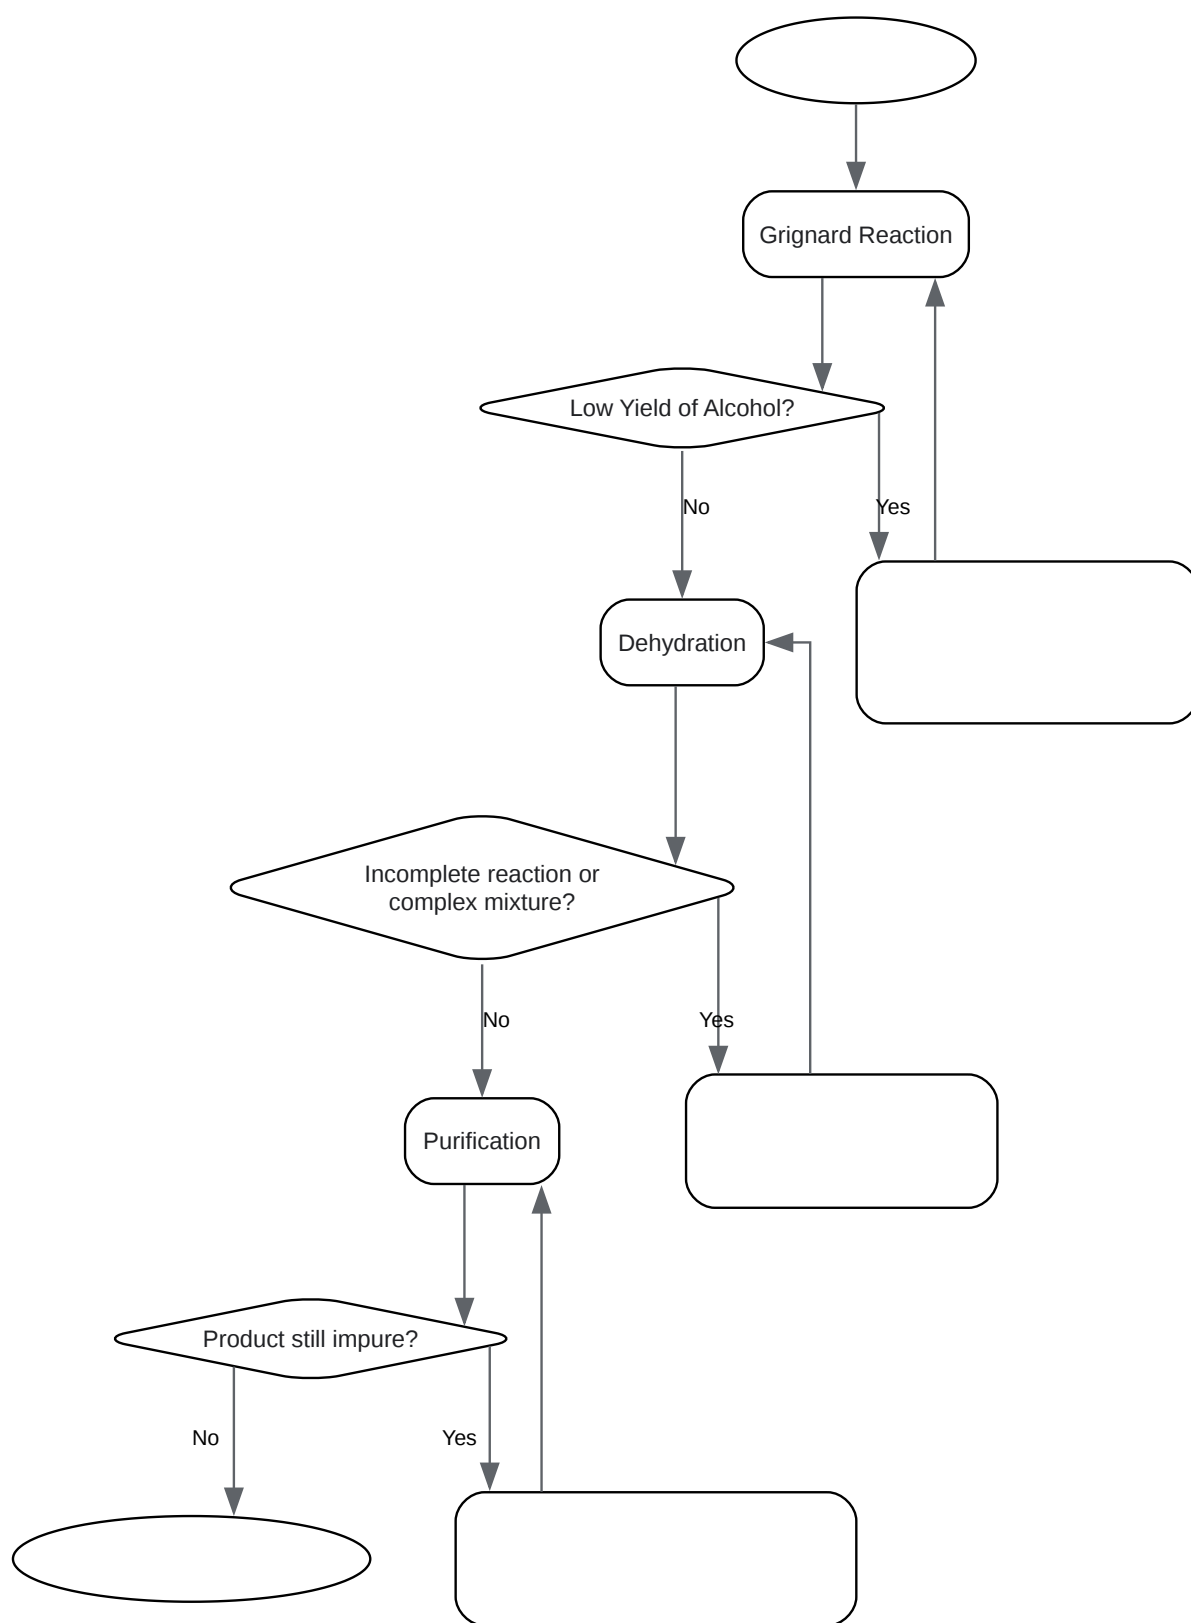 Grignard Reaction
Low Yield of Alcohol?
No
Yes
Dehydration
Incomplete reaction or
complex mixture?
No
Yes
Purification
Product still impure?
No
Yes